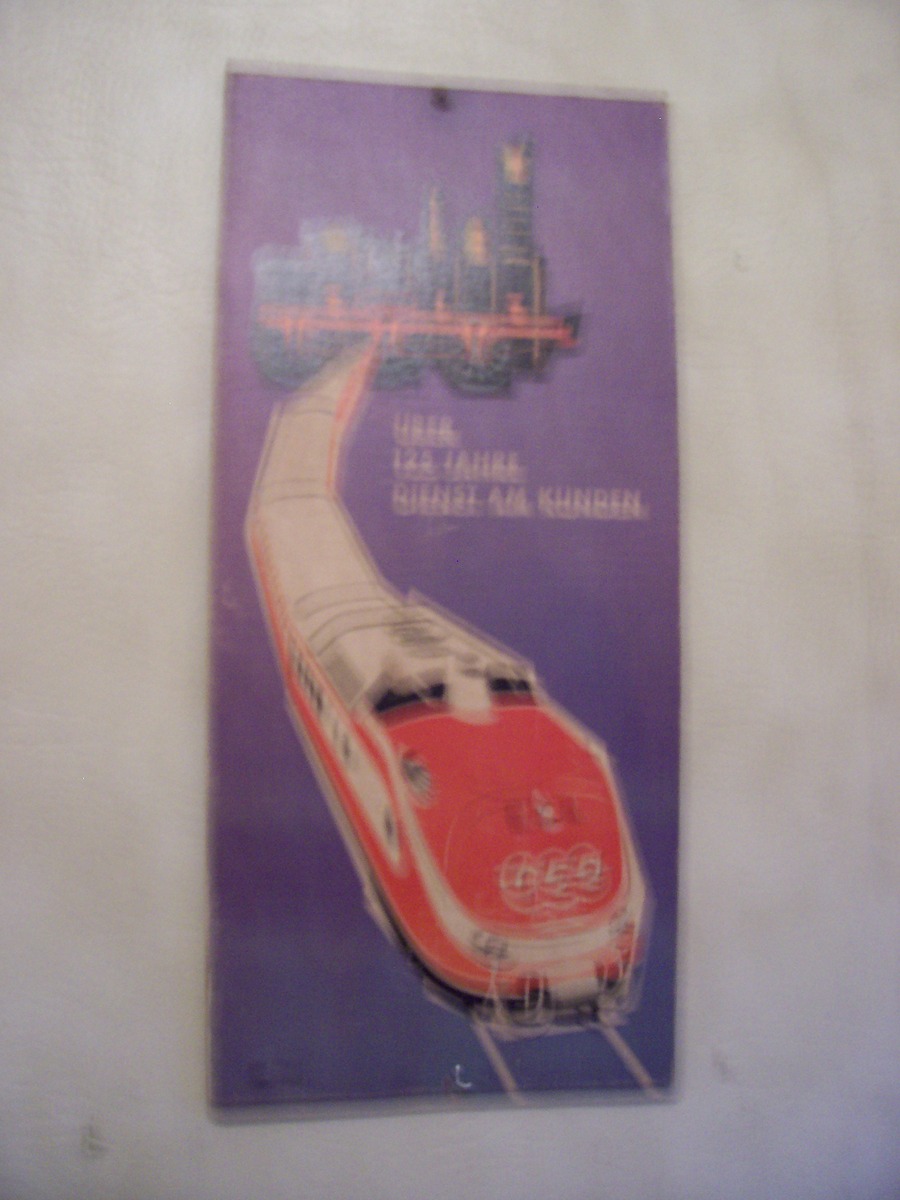 ÜBER
125 JAHRE
DIENST AM KUNDEN